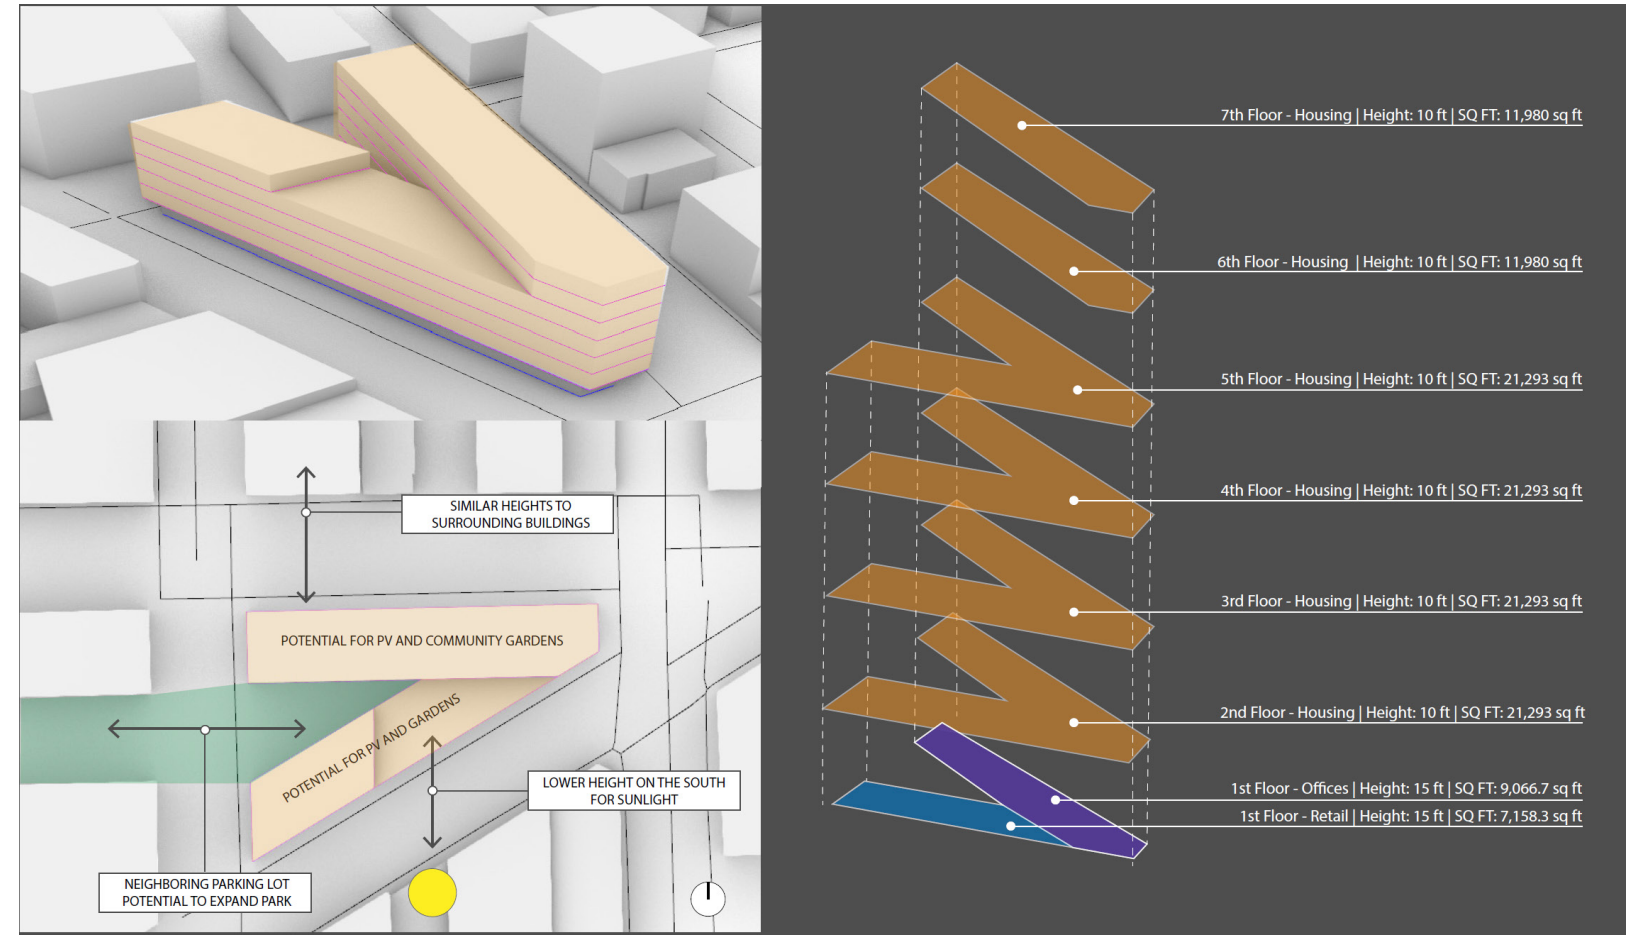 SIMILAR HEIGHTS TO
SURROUNDING BUILDINGS
POTENTIAL FOR PV AND COMMUNITY GARDENS
POTENTIAL FOR PV AND GARDENS
LOWER HEIGHT ON THE SOUTH
FOR SUNLIGHT
NEIGHBORING PARKING LOT
POTENTIAL TO EXPAND PARK
7th Floor - Housing | Height: 10 ft | SQ FT: 11,980 sq ft
6th Floor - Housing | Height: 10 ft | SQ FT: 11,980 sq ft
5th Floor - Housing | Height: 10 ft | SQ FT: 21,293 sq ft
4th Floor - Housing | Height: 10 ft | SQ FT: 21,293 sq ft
3rd Floor - Housing | Height: 10 ft | SQ FT: 21,293 sq ft
2nd Floor - Housing | Height: 10 ft | SQ FT: 21,293 sq ft
1st Floor - Offices | Height: 15 ft | SQ FT: 9,066.7 sq ft
1st Floor - Retail | Height: 15 ft | SQ FT: 7,158.3 sq ft